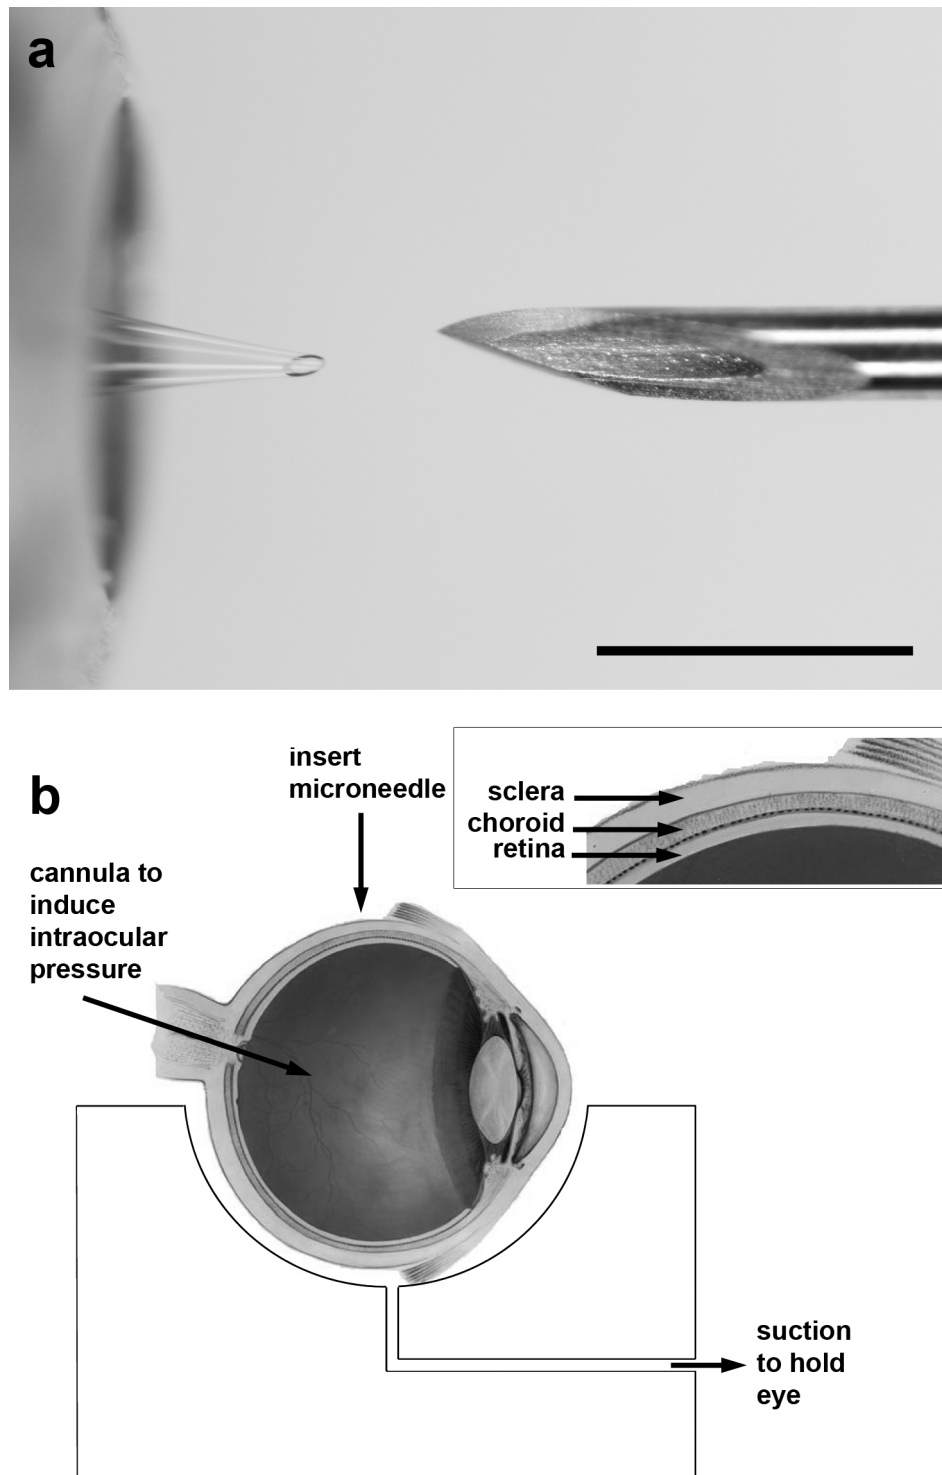 a
b
insert
microneedle
sclera
choroid
retina
cannula to
induce
intraocular
pressure
suction
to hold
eye